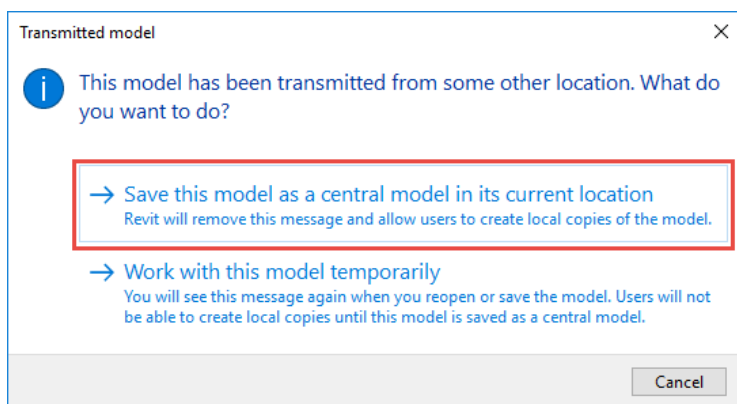 Transmitted model
This model has been transmitted from some other location. What do
you want to do?
Save this model as a central model in its current location
Revit will remove this message and allow users to create local copies of the model.
Work with this model temporarily
You will see this message again when you reopen or save the model. Users will not
be able to create local copies until this model is saved as a central model.
Cancel